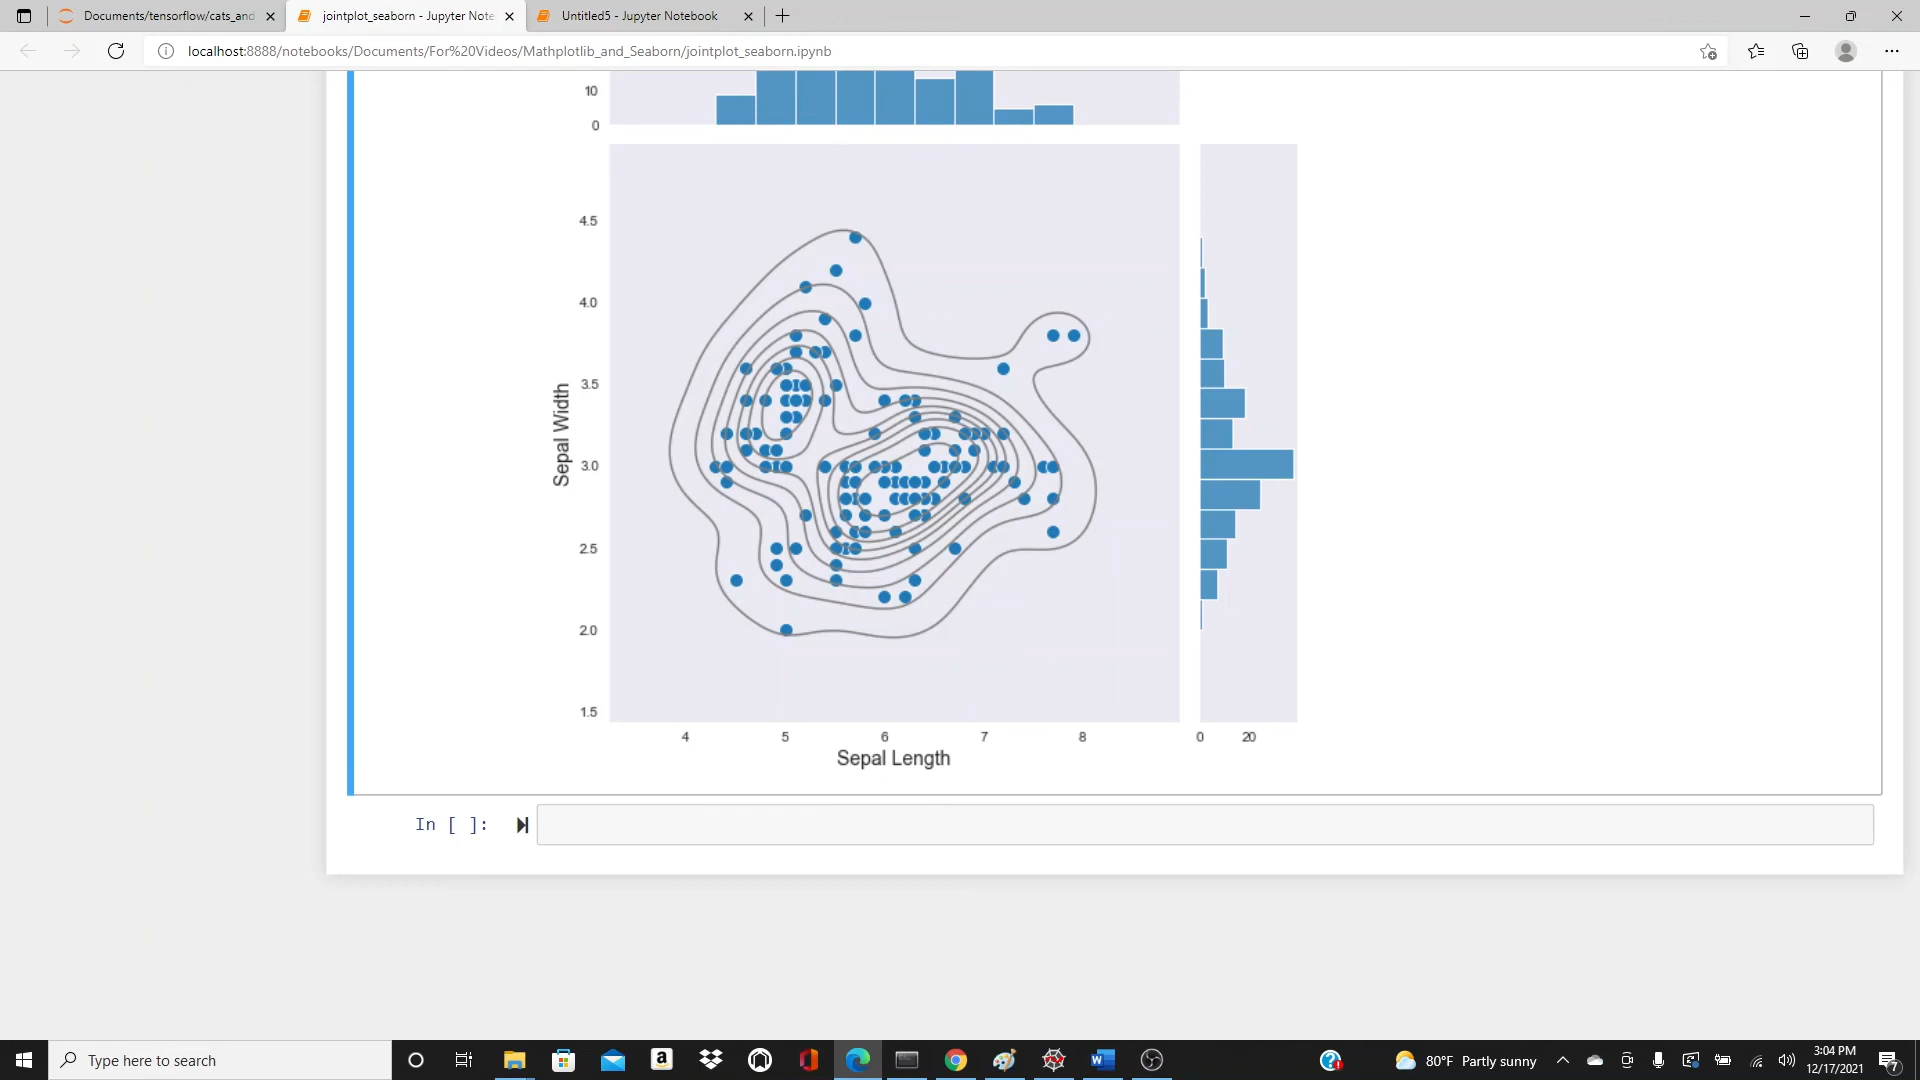 Documents/tensorflow/cats_and
jointplot_seaborn - Jupyter Note
Untitled5 - Jupyter Notebook
localhost:8888/notebooks/Documents/For%20Videos/Mathplotlib_and_Seaborn/jointplot_seaborn.ipynb
10
0
4.5
4.0
3.5
3.0
2.5
2.0
1.5
Sepal Width
4 5 6 7 8
0 20
Sepal Length
In [ ]:
Type here to search
80°F Partly sunny
3:04 PM
12/17/2021
7